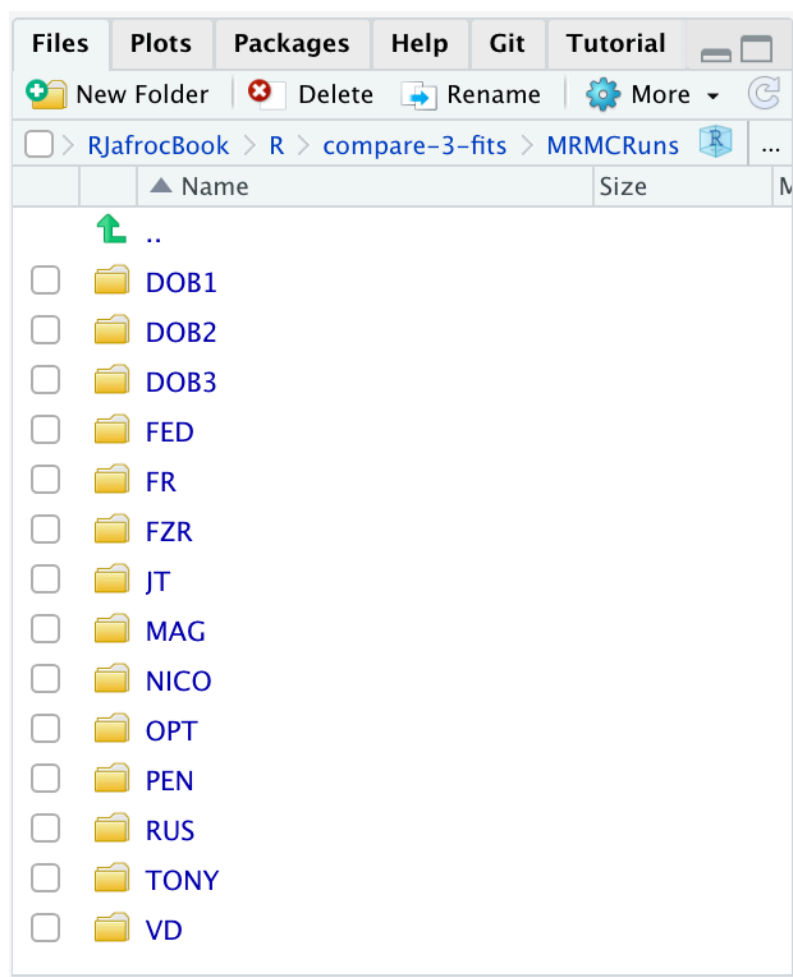 Files Plots Packages Help Git Tutorial
New Folder Delete Rename More
RJafrocBook > R > compare-3-fits > MRMCRuns R ...
Name Size M
..
DOB1
DOB2
DOB3
FED
FR
FZR
JT
MAG
NICO
OPT
PEN
RUS
TONY
VD